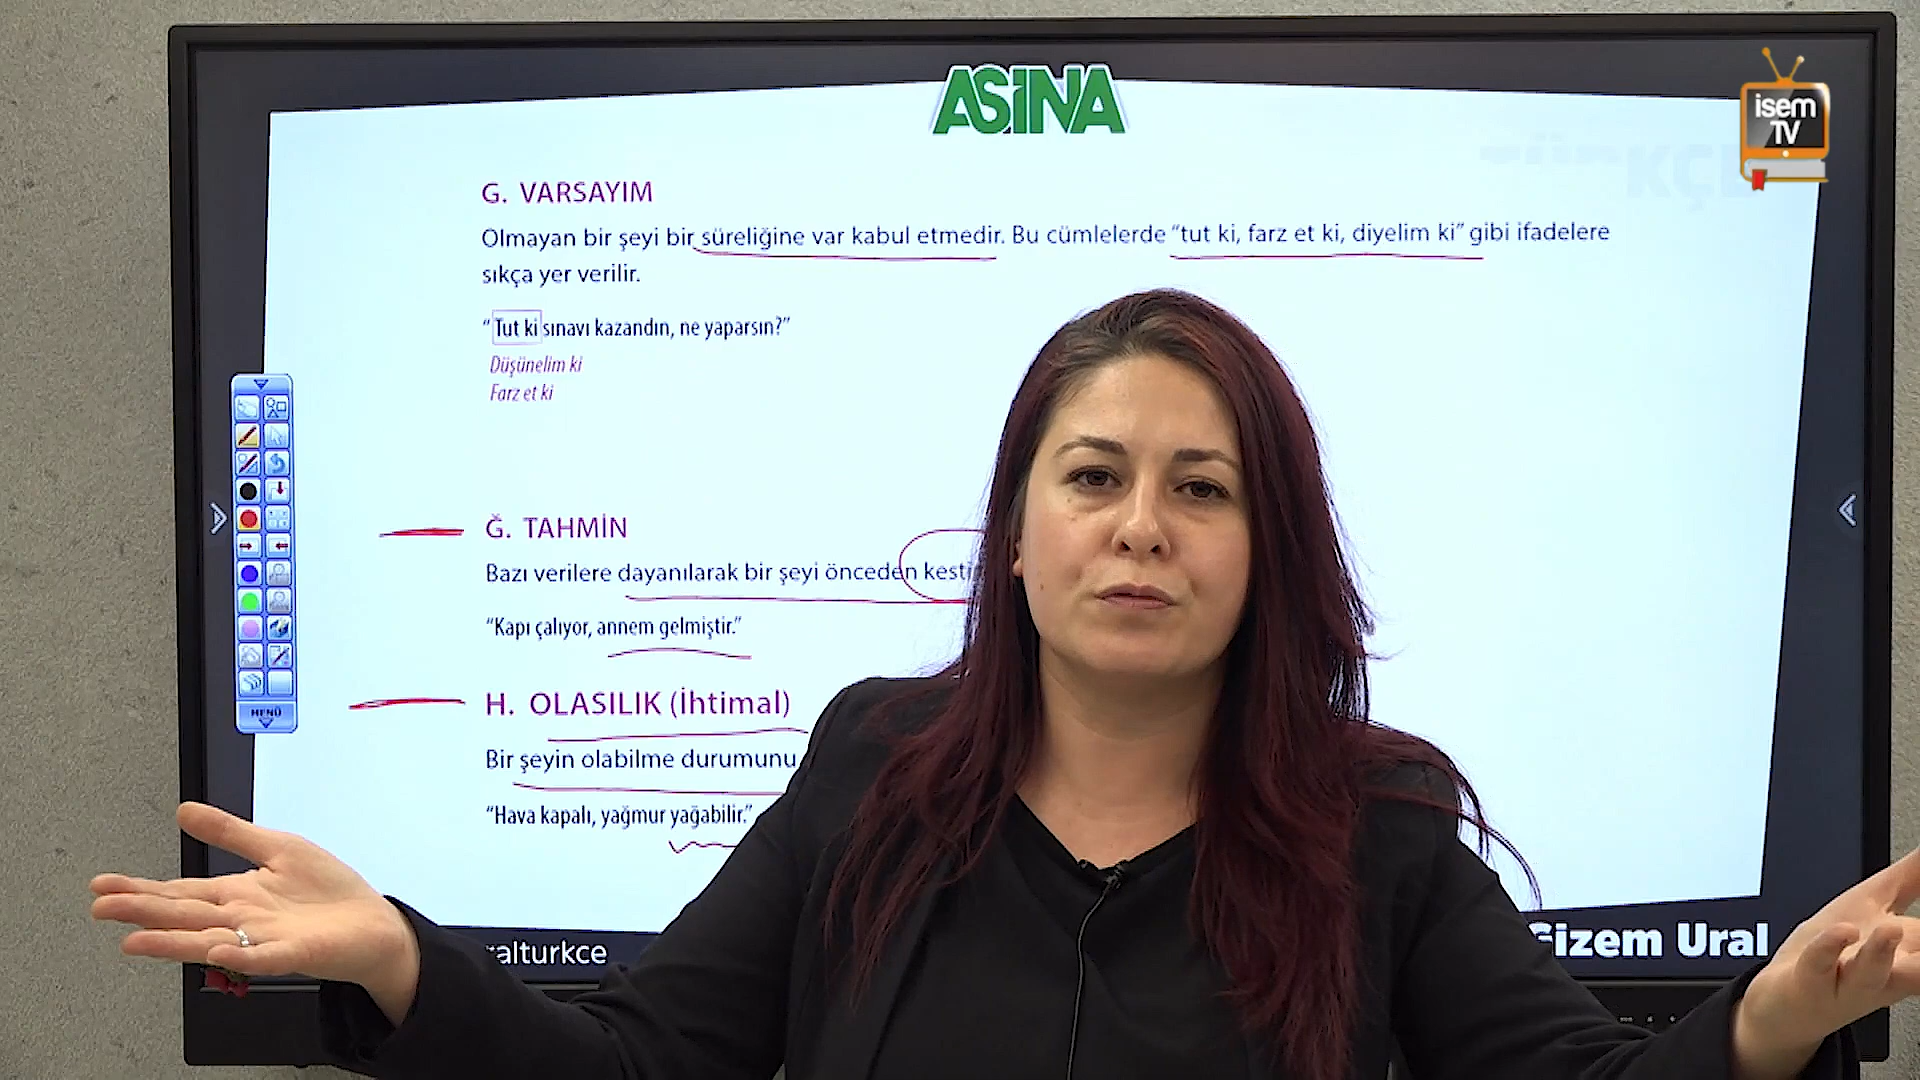 ASİNA
isem
TV
G. VARSAYIM
Olmayan bir şeyi bir süreliğine var kabul etmedir. Bu cümlelerde “tut ki, farz et ki, diyelim ki” gibi ifadelere
sıkça yer verilir.
“Tut ki sınavı kazandın, ne yaparsın?”
Düşünelim ki
Farz et ki
Ğ. TAHMİN
Bazı verilere dayanılarak bir şeyi önceden
“Kapı çalıyor, annem gelmiştir.”
H. OLASILIK (İhtimal)
Bir şeyin olabilme durumunu
“Hava kapalı, yağmur yağabilir.”
MENÜ
ralturkce
Gizem Ural